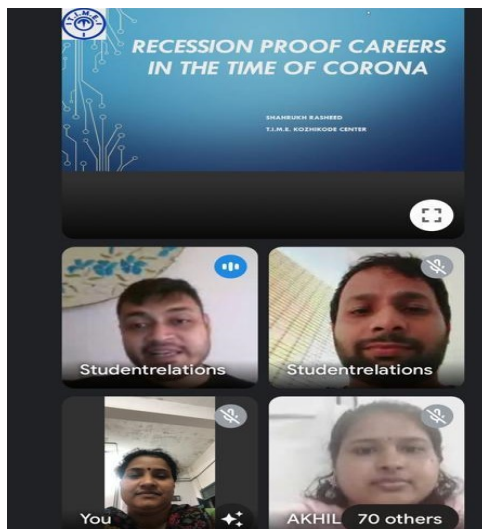 T.I.M.E.
RECESSION PROOF CAREERS
IN THE TIME OF CORONA
SHAHRUKH RASHEED
T.I.M.E. KOZHIKODE CENTER
Studentrelations
Studentrelations
You
AKHIL
70 others